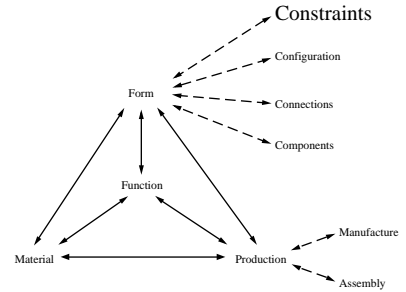 Constraints
Configuration
Form
Connections
Components
Function
Manufacture
Material
Production
Assembly